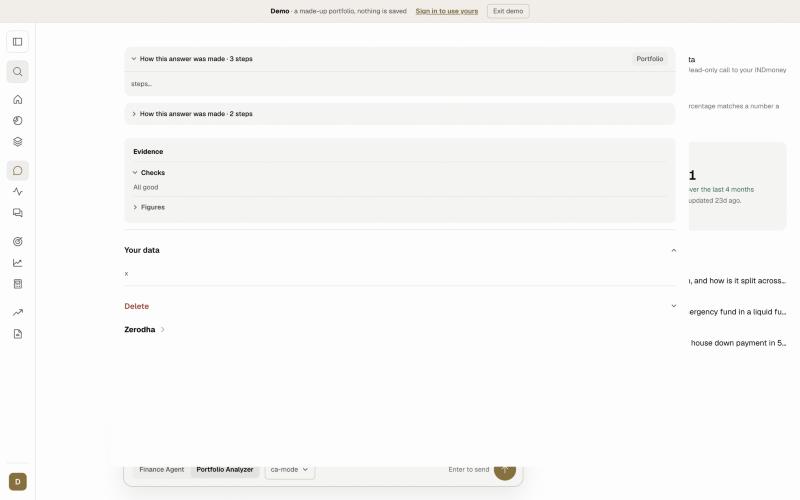 Demo · a made-up portfolio, nothing is saved Sign in to use yours Exit demo
How this answer was made · 3 steps Portfolio
steps...
How this answer was made · 2 steps
Evidence
Checks
All good
Figures
Your data
x
Delete
Zerodha
ta
Read-only call to your INDmoney
rcentage matches a number a
1
over the last 4 months
updated 23d ago.
, and how is it split across...
ergency fund in a liquid fu...
house down payment in 5...
Finance Agent Portfolio Analyzer ca-mode Enter to send
D